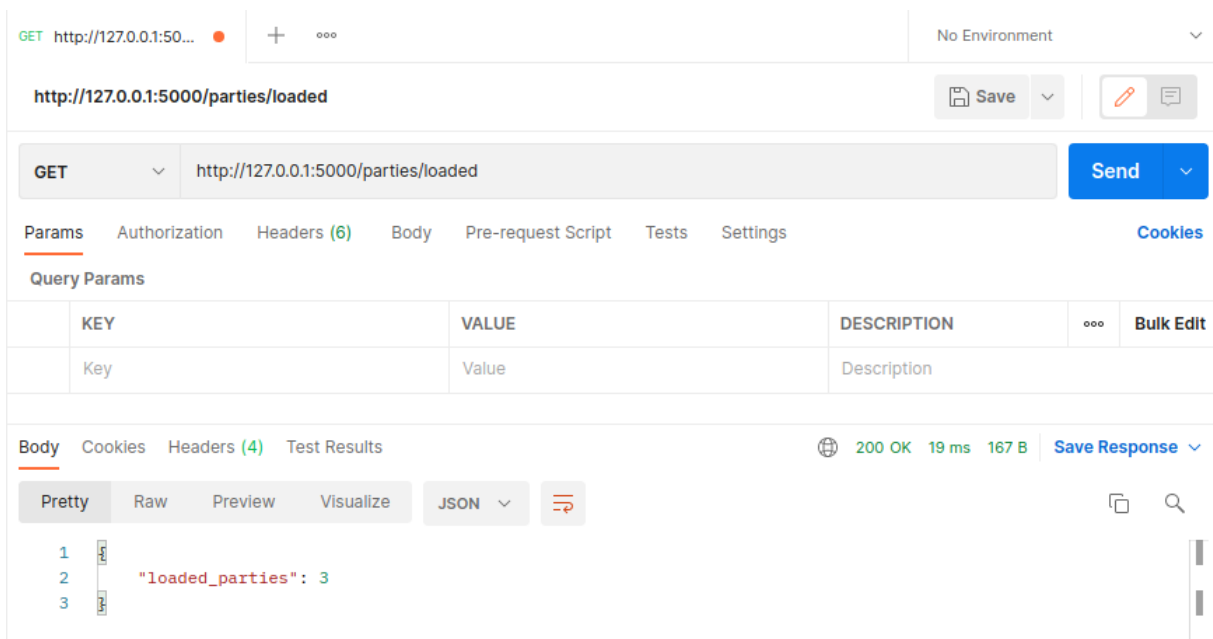 GET http://127.0.0.1:50... No Environment
http://127.0.0.1:5000/parties/loaded Save
GET http://127.0.0.1:5000/parties/loaded Send
Params Authorization Headers (6) Body Pre-request Script Tests Settings Cookies
Query Params
KEY VALUE DESCRIPTION Bulk Edit
Key Value Description
Body Cookies Headers (4) Test Results 200 OK 19 ms 167 B Save Response
Pretty Raw Preview Visualize JSON
1 {
2 "loaded_parties": 3
3 }